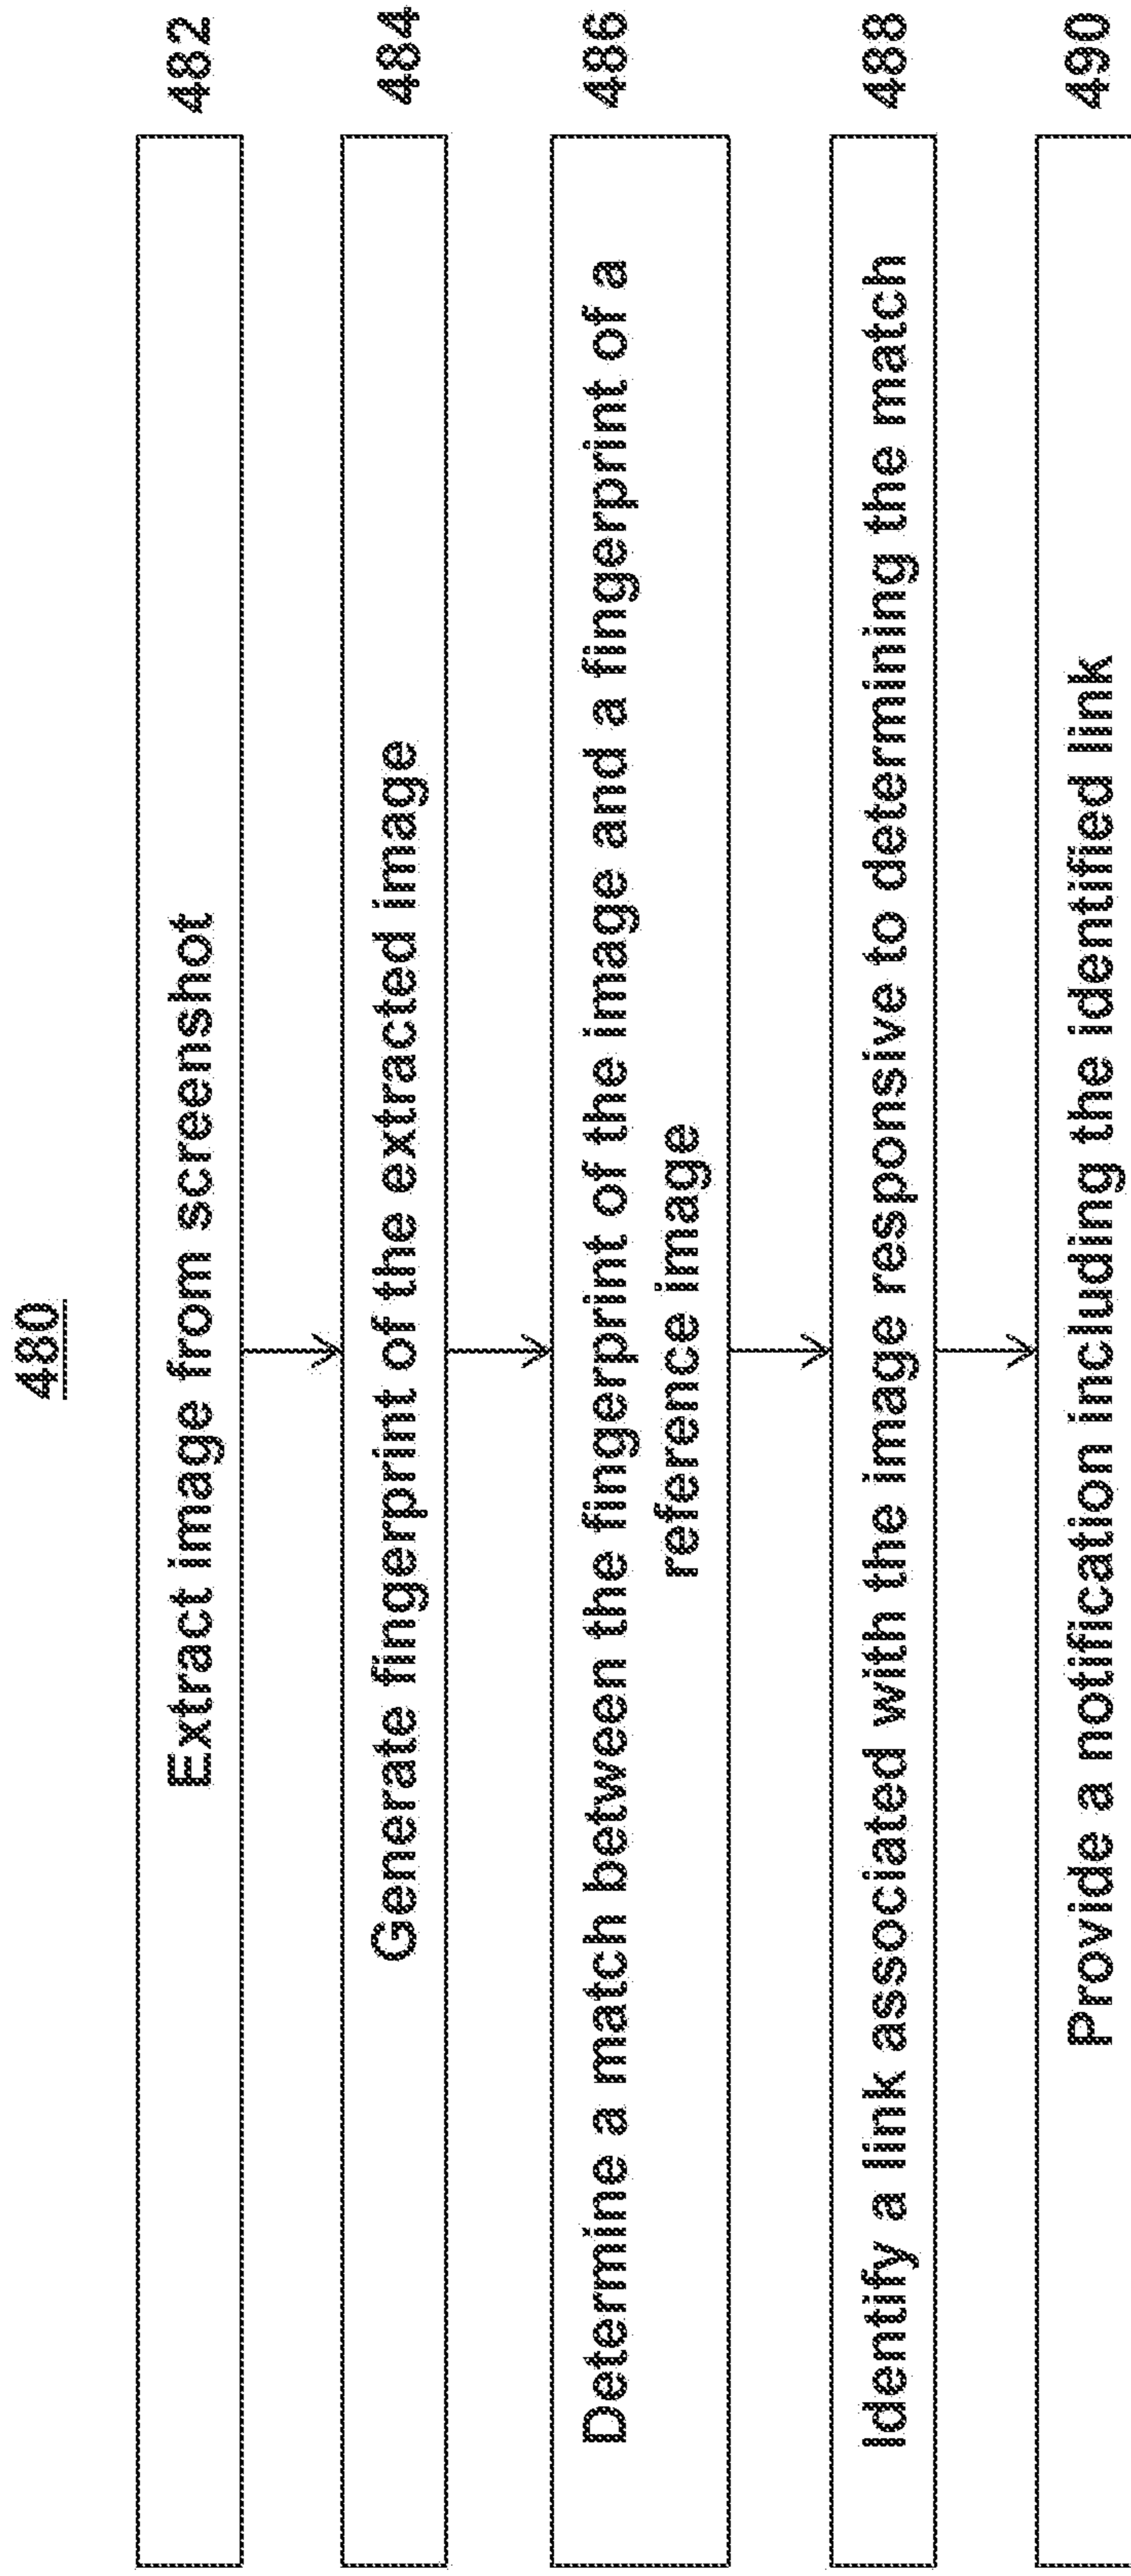 480
Extract image from screenshot
482
Generate fingerprint of the extracted image
484
Determine a match between the fingerprint of the image and a fingerprint of a
reference image
486
Identify a link associated with the image responsive to determining the match
488
Provide a notification including the identified link
490